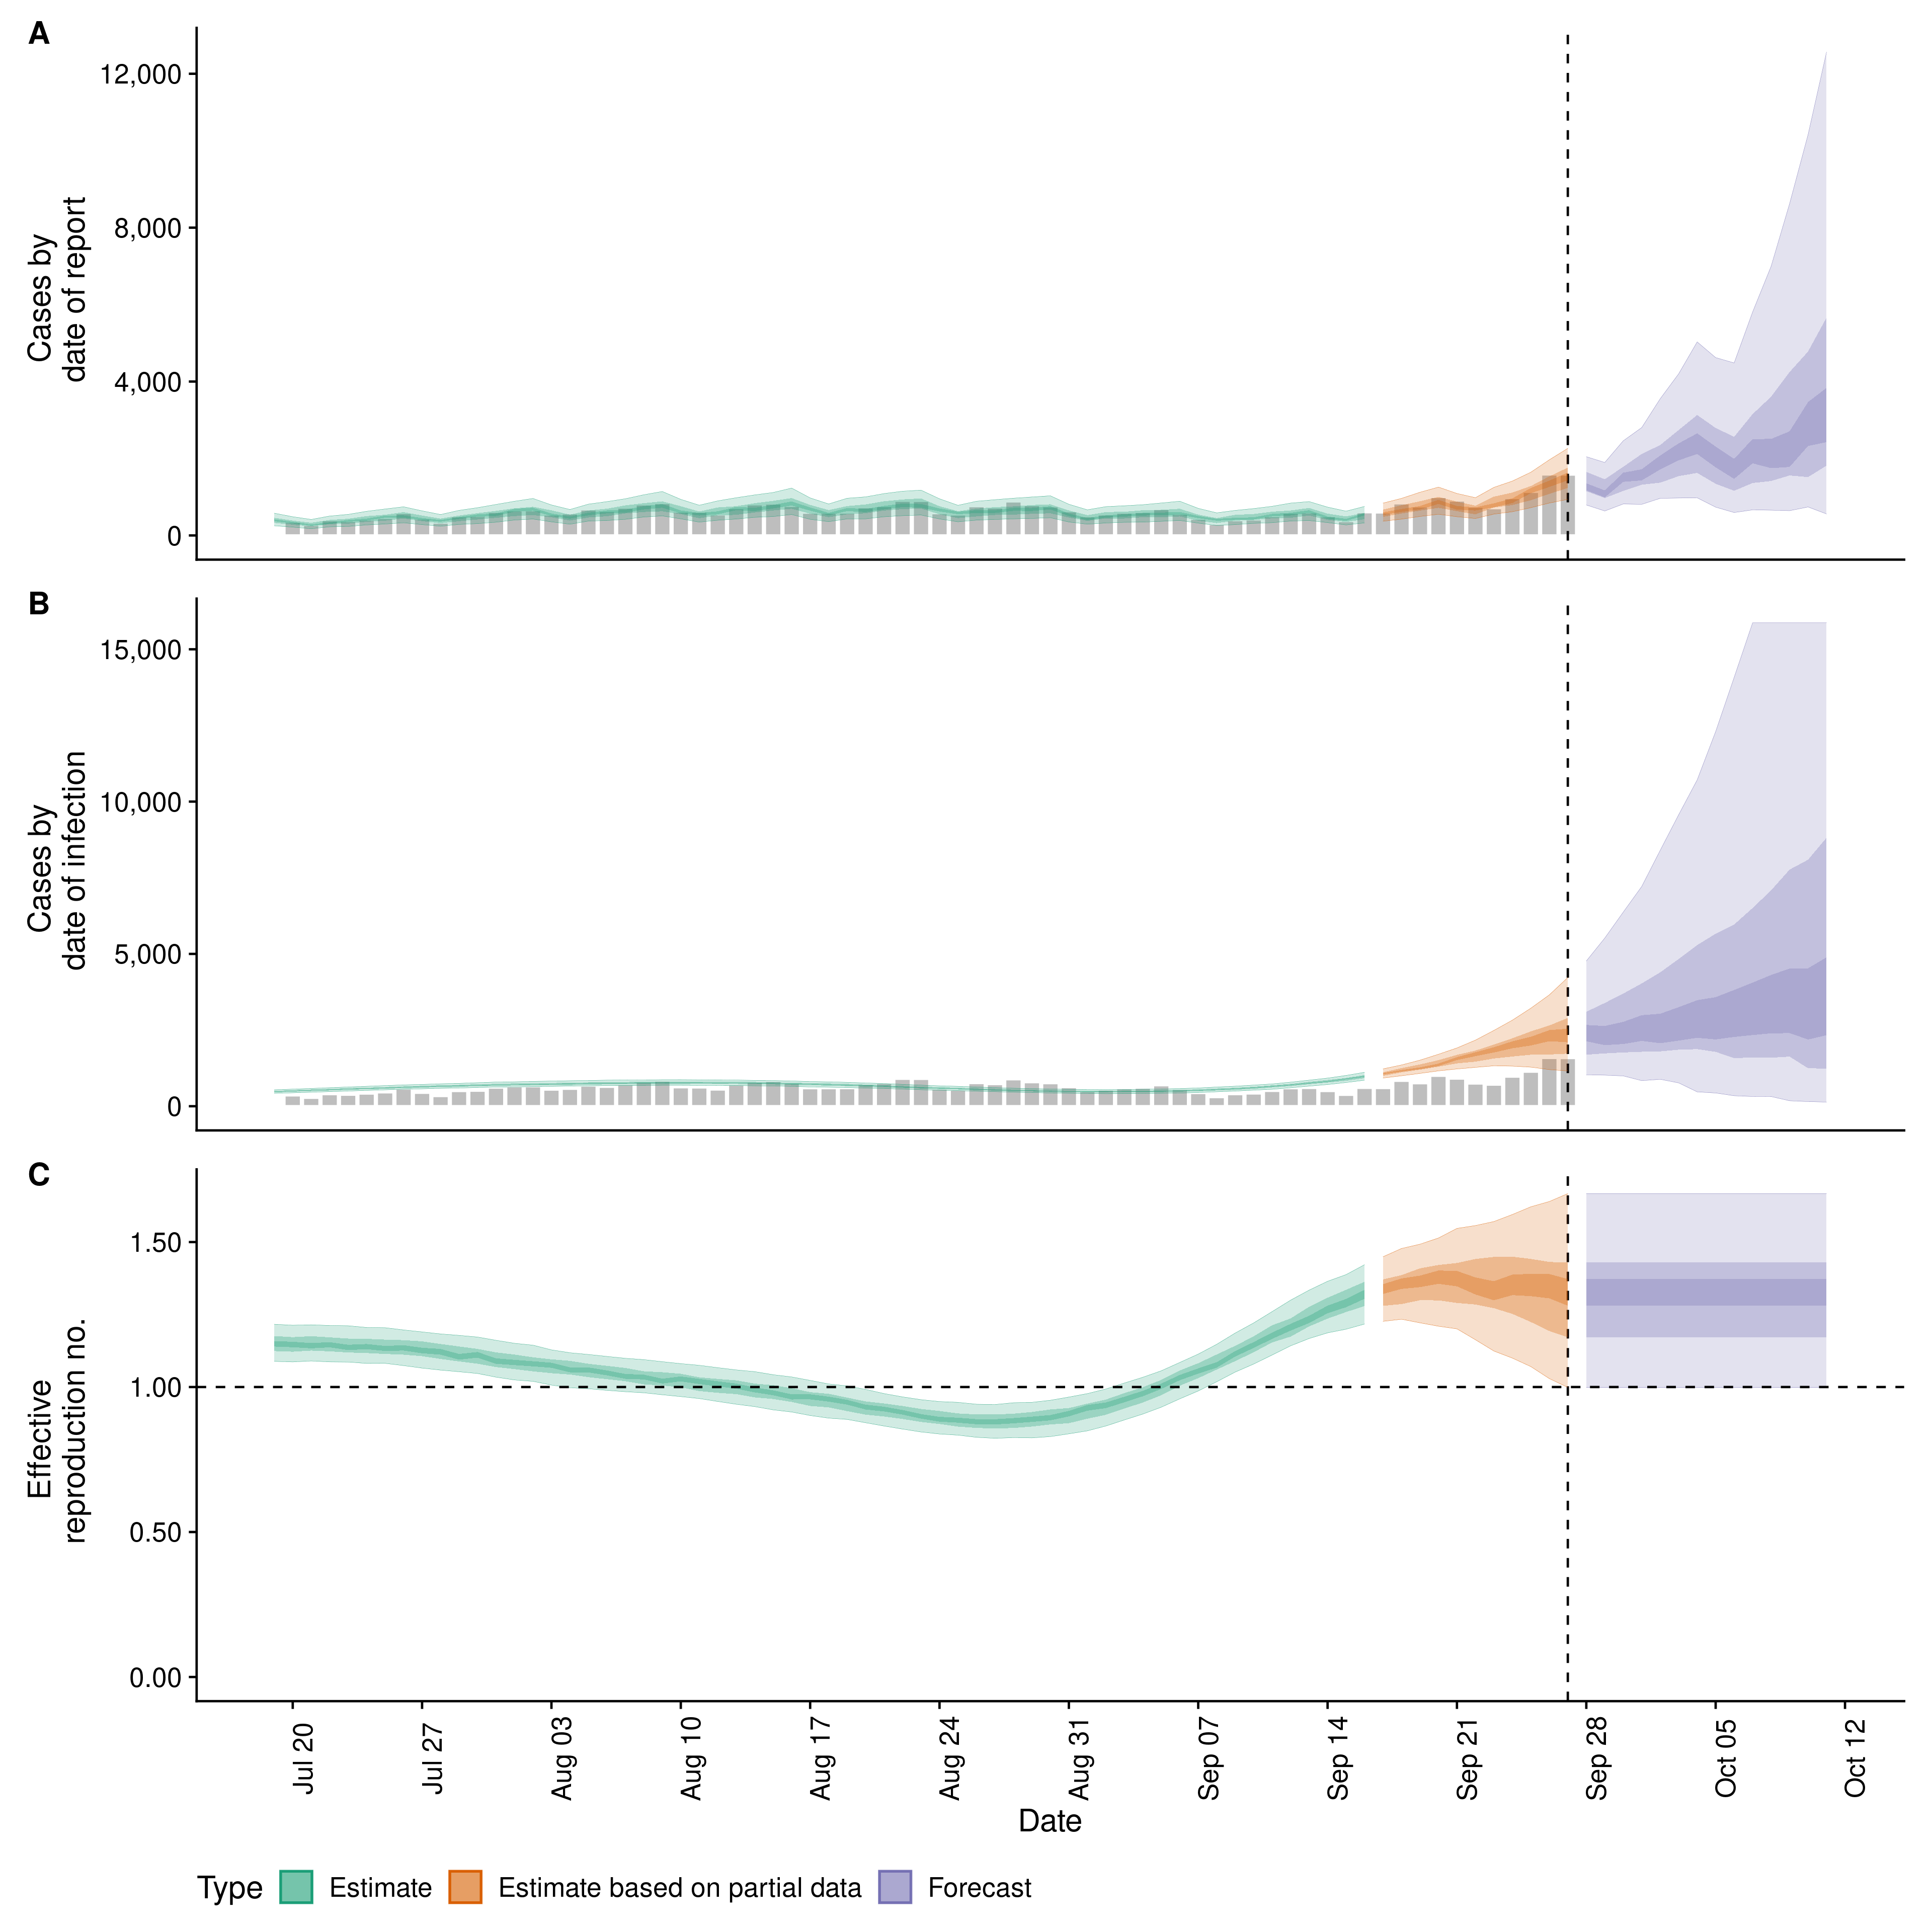 A
12,000
8,000
4,000
0
Cases by
date of report
B
15,000
10,000
5,000
0
Cases by
date of infection
C
1.50
1.00
0.50
0.00
Effective
reproduction no.
Jul 20
Jul 27
Aug 03
Aug 10
Aug 17
Aug 24
Aug 31
Sep 07
Sep 14
Sep 21
Sep 28
Oct 05
Oct 12
Date
Type Estimate Estimate based on partial data Forecast